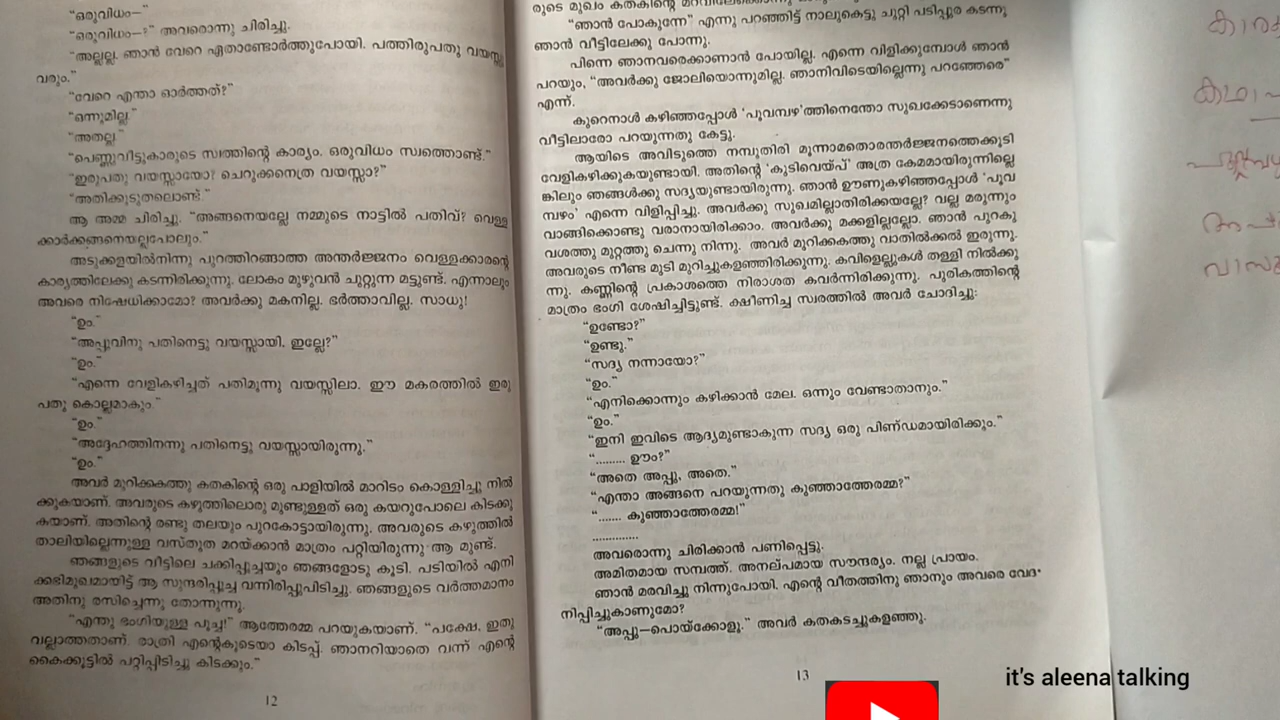 “ഒരുവിധം—”
“ഒരുവിധം—?” അവരൊന്നു ചിരിച്ചു.
“അല്ലല്ല. ഞാൻ വേറെ ഏതാണ്ടോർത്തുപോയി. പത്തിരുപതു വയസ്സു
വരും.”
“വേറെ എന്താ ഓർത്തത്?”
“ഒന്നുമില്ല.”
“അതല്ല.”
“പെണ്ണുവീട്ടുകാരുടെ സ്വത്തിന്റെ കാര്യം. ഒരുവിധം സ്വത്തൊണ്ട്.”
“ഇരുപതു വയസ്സായോ? ചെറുക്കനെത്ര വയസ്സാ?”
“അതിക്കൂടുതലൊണ്ട്.”
ആ അമ്മ ചിരിച്ചു. “അങ്ങനെയല്ലേ നമ്മുടെ നാട്ടിൽ പതിവ്? വെള്ള
ക്കാർക്കങ്ങനെയല്ലപോലും.”
അടുക്കളയിൽനിന്നു പുറത്തിറങ്ങാത്ത അന്തർജ്ജനം വെള്ളക്കാരന്റെ
കാര്യത്തിലേക്കു കടന്നിരിക്കുന്നു. ലോകം മുഴുവൻ ചുറ്റുന്ന മട്ടുണ്ട്. എന്നാലും
അവരെ നിഷേധിക്കാമോ? അവർക്കു മകനില്ല. ഭർത്താവില്ല. സാധു!
“ഉം.”
“അപ്പുവിനു പതിനെട്ടു വയസ്സായി, ഇല്ലേ?”
“ഉം.”
“എന്നെ വേളികഴിച്ചത് പതിമൂന്നു വയസ്സിലാ. ഈ മകരത്തിൽ ഇരു
പതു കൊല്ലമാകും.”
“ഉം.”
“അദ്ദേഹത്തിനന്നു പതിനെട്ടു വയസ്സായിരുന്നു.”
“ഉം.”
അവർ മുറിക്കകത്തു കതകിന്റെ ഒരു പാളിയിൽ മാറിടം കൊള്ളിച്ചു നിൽ
ക്കുകയാണ്. അവരുടെ കഴുത്തിലൊരു മുണ്ടുള്ളത് ഒരു കയറുപോലെ കിടക്കു
കയാണ്. അതിന്റെ രണ്ടു തലയും പുറകോട്ടായിരുന്നു. അവരുടെ കഴുത്തിൽ
താലിയില്ലെന്നുള്ള വസ്തുത മറയ്ക്കാൻ മാത്രം പറ്റിയിരുന്നു ആ മുണ്ട്.
ഞങ്ങളുടെ വീട്ടിലെ ചക്കിപ്പൂച്ചയും ഞങ്ങളോടു കൂടി. പടിയിൽ എനി
ക്കഭിമുഖമായിട്ട് ആ സുന്ദരിപ്പൂച്ച വന്നിരിപ്പുപിടിച്ചു. ഞങ്ങളുടെ വർത്തമാനം
അതിനു രസിച്ചെന്നു തോന്നുന്നു.
“എന്തു ഭംഗിയുള്ള പൂച്ച!” ആത്തേരമ്മ പറയുകയാണ്. “പക്ഷേ, ഇതു
വല്ലാത്തതാണ്. രാത്രി എന്റെകൂടെയാ കിടപ്പ്. ഞാനറിയാതെ വന്ന് എന്റെ
കൈക്കൂട്ടിൽ പറ്റിപ്പിടിച്ചു കിടക്കും.”
12
രുടെ മുഖം കതകിന്റെ
“ഞാൻ പോകുന്നേ” എന്നു പറഞ്ഞിട്ട് നാലുകെട്ടു ചുറ്റി പടിപ്പുര കടന്നു
ഞാൻ വീട്ടിലേക്കു പോന്നു.
പിന്നെ ഞാനവരെക്കാണാൻ പോയില്ല. എന്നെ വിളിക്കുമ്പോൾ ഞാൻ
പറയും, “അവർക്കു ജോലിയൊന്നുമില്ല. ഞാനിവിടെയില്ലെന്നു പറഞ്ഞേരെ”
എന്ന്.
കുറെനാൾ കഴിഞ്ഞപ്പോൾ ‘പൂവമ്പഴ’ത്തിനെന്തോ സുഖക്കേടാണെന്നു
വീട്ടിലാരോ പറയുന്നതു കേട്ടു.
ആയിടെ അവിടുത്തെ നമ്പൂതിരി മൂന്നാമതൊരന്തർജ്ജനത്തെക്കൂടി
വേളികഴിക്കുകയുണ്ടായി. അതിന്റെ ‘കുടിവെയ്പ്’ അത്ര കേമമായിരുന്നില്ലെ
ങ്കിലും ഞങ്ങൾക്കു സദ്യയുണ്ടായിരുന്നു. ഞാൻ ഊണുകഴിഞ്ഞപ്പോൾ ‘പൂവ
മ്പഴം’ എന്നെ വിളിപ്പിച്ചു. അവർക്കു സുഖമില്ലാതിരിക്കയല്ലേ? വല്ല മരുന്നും
വാങ്ങിക്കൊണ്ടു വരാനായിരിക്കാം. അവർക്കു മക്കളില്ലല്ലോ. ഞാൻ പുറകു
വശത്തു മുറ്റത്തു ചെന്നു നിന്നു. അവർ മുറിക്കകത്തു വാതിൽക്കൽ ഇരുന്നു.
അവരുടെ നീണ്ട മുടി മുറിച്ചുകളഞ്ഞിരിക്കുന്നു. കവിളെല്ലുകൾ തള്ളി നിൽക്കു
ന്നു. കണ്ണിന്റെ പ്രകാശത്തെ നിരാശത കവർന്നിരിക്കുന്നു. പുരികത്തിന്റെ
മാത്രം ഭംഗി ശേഷിച്ചിട്ടുണ്ട്. ക്ഷീണിച്ച സ്വരത്തിൽ അവർ ചോദിച്ചു:
“ഉണ്ടോ?”
“ഉണ്ടു.”
“സദ്യ നന്നായോ?”
“ഉം.”
“എനിക്കൊന്നും കഴിക്കാൻ മേല. ഒന്നും വേണ്ടാതാനും.”
“ഉം.”
“ഇനി ഇവിടെ ആദ്യമുണ്ടാകുന്ന സദ്യ ഒരു പിണ്ഡമായിരിക്കും.”
“......... ഊം?”
“അതെ അപ്പൂ, അതെ.”
“എന്താ അങ്ങനെ പറയുന്നതു കുഞ്ഞാത്തേരമ്മേ?”
“....... കുഞ്ഞാത്തേരമ്മ!”
..............
അവരൊന്നു ചിരിക്കാൻ പണിപ്പെട്ടു.
അമിതമായ സമ്പത്ത്. അനല്പമായ സൗന്ദര്യം. നല്ല പ്രായം.
ഞാൻ മരവിച്ചു നിന്നുപോയി. എന്റെ വീതത്തിനു ഞാനും അവരെ വേദ
നിപ്പിച്ചുകാണുമോ?
“അപ്പൂ—പൊയ്ക്കോളൂ.” അവർ കതകടച്ചുകളഞ്ഞു.
13
it's aleena talking